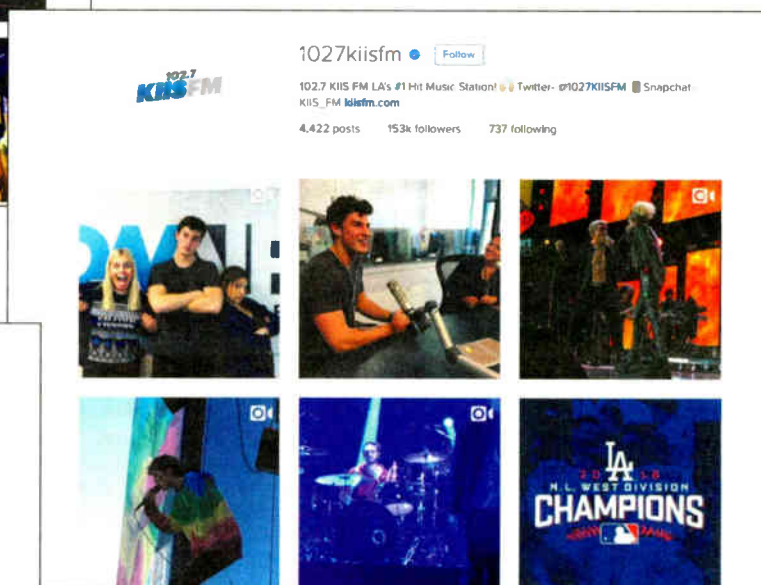 1027kiisfm Follow
102.7
KIIS FM
102.7 KIIS FM LA's #1 Hit Music Station! Twitter- @1027KIISFM Snapchat-
KIIS_FM kiisfm.com
4,422 posts 153k followers 737 following
LA
2016
N.L. WEST DIVISION
CHAMPIONS